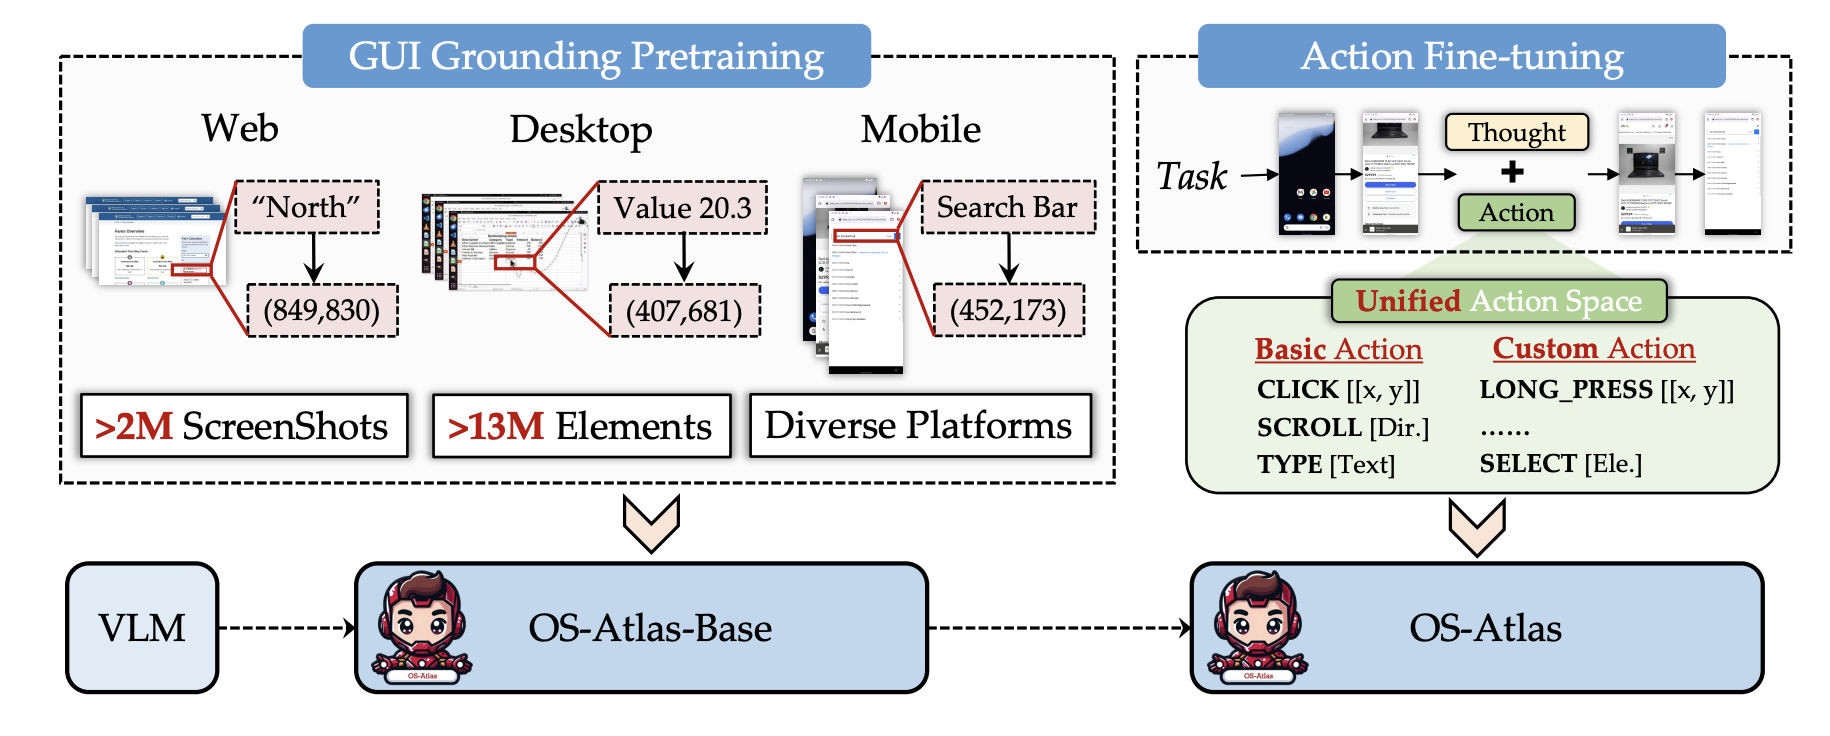 GUI Grounding Pretraining
Web
Desktop
Mobile
“North”
(849,830)
Value 20.3
(407,681)
Search Bar
(452,173)
>2M ScreenShots
>13M Elements
Diverse Platforms
Action Fine-tuning
Task
Thought
+
Action
Unified Action Space
Basic Action
CLICK [[x, y]]
SCROLL [Dir.]
TYPE [Text]
Custom Action
LONG_PRESS [[x, y]]
......
SELECT [Ele.]
VLM
OS-Atlas
OS-Atlas-Base
OS-Atlas
OS-Atlas